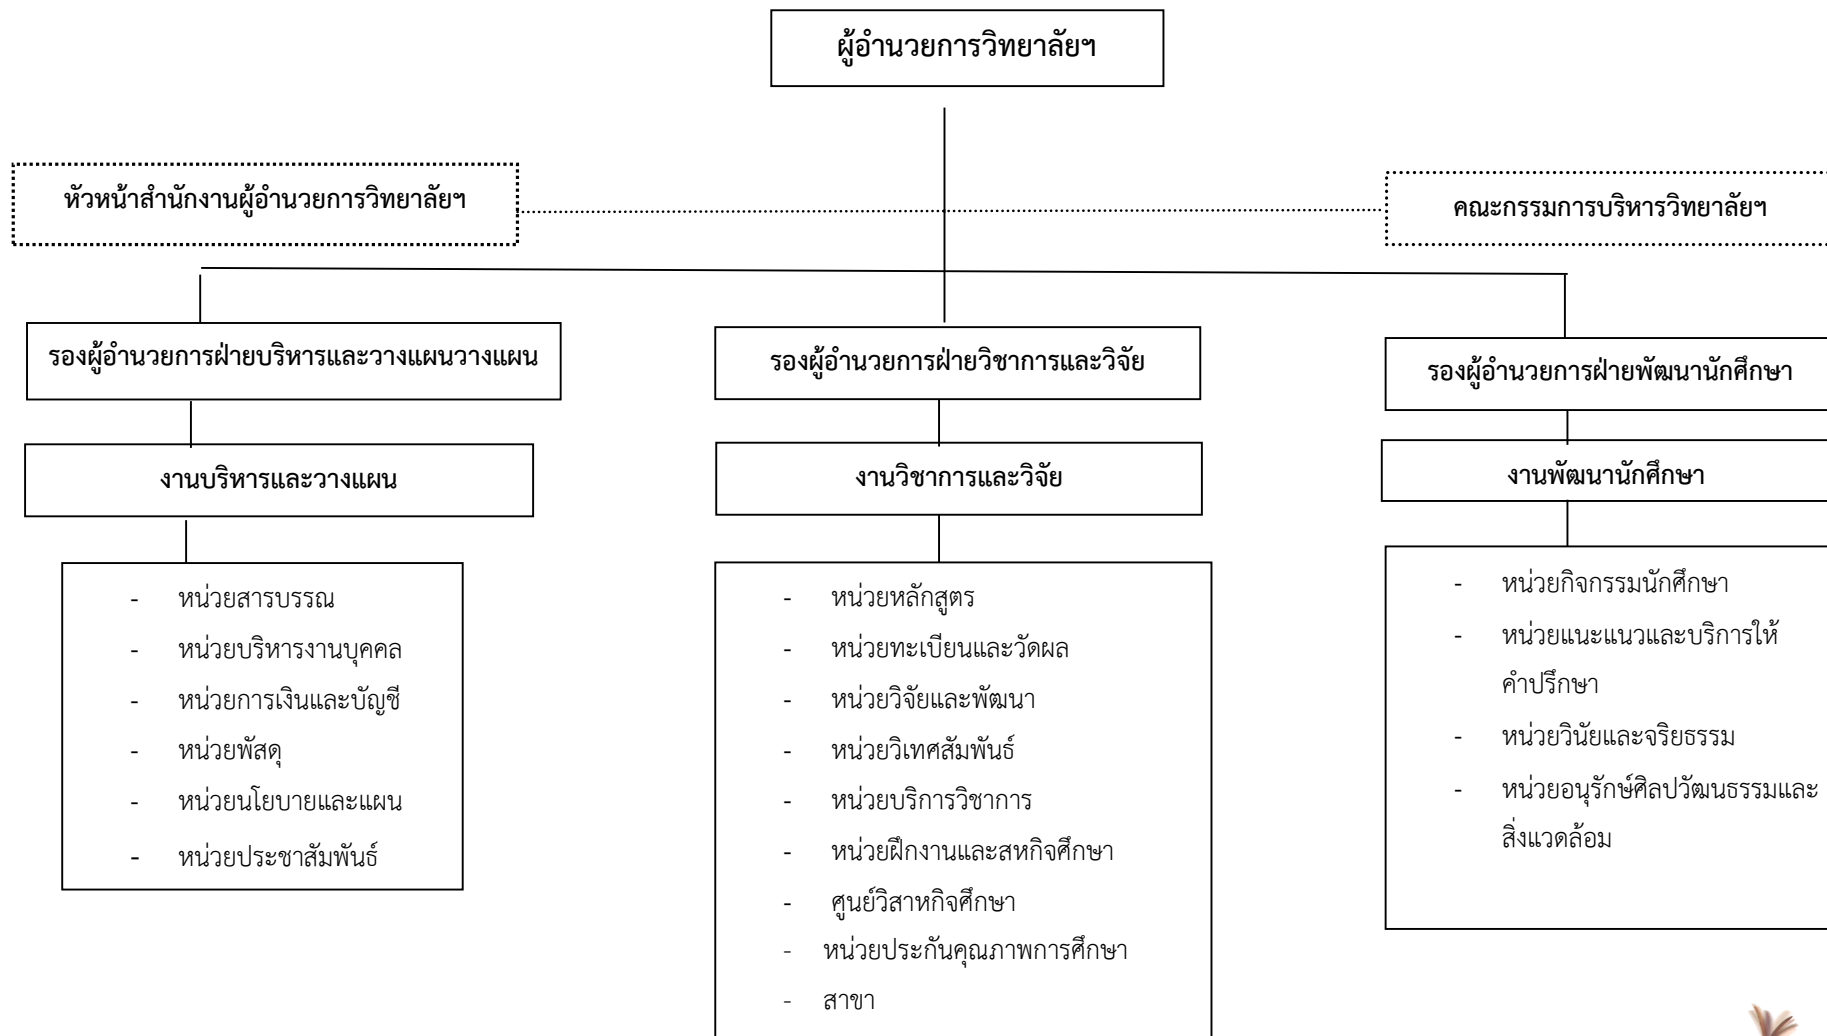 ผู้อำนวยการวิทยาลัยฯ
หัวหน้าสำนักงานผู้อำนวยการวิทยาลัยฯ
คณะกรรมการบริหารวิทยาลัยฯ
รองผู้อำนวยการฝ่ายบริหารและวางแผนวางแผน
รองผู้อำนวยการฝ่ายวิชาการและวิจัย
รองผู้อำนวยการฝ่ายพัฒนานักศึกษา
งานบริหารและวางแผน
งานวิชาการและวิจัย
งานพัฒนานักศึกษา
- หน่วยสารบรรณ
- หน่วยบริหารงานบุคคล
- หน่วยการเงินและบัญชี
- หน่วยพัสดุ
- หน่วยนโยบายและแผน
- หน่วยประชาสัมพันธ์
- หน่วยหลักสูตร
- หน่วยทะเบียนและวัดผล
- หน่วยวิจัยและพัฒนา
- หน่วยวิเทศสัมพันธ์
- หน่วยบริการวิชาการ
- หน่วยฝึกงานและสหกิจศึกษา
- ศูนย์วิสาหกิจศึกษา
- หน่วยประกันคุณภาพการศึกษา
- สาขา
- หน่วยกิจกรรมนักศึกษา
- หน่วยแนะแนวและบริการให้
คำปรึกษา
- หน่วยวินัยและจริยธรรม
- หน่วยอนุรักษ์ศิลปวัฒนธรรมและ
สิ่งแวดล้อม